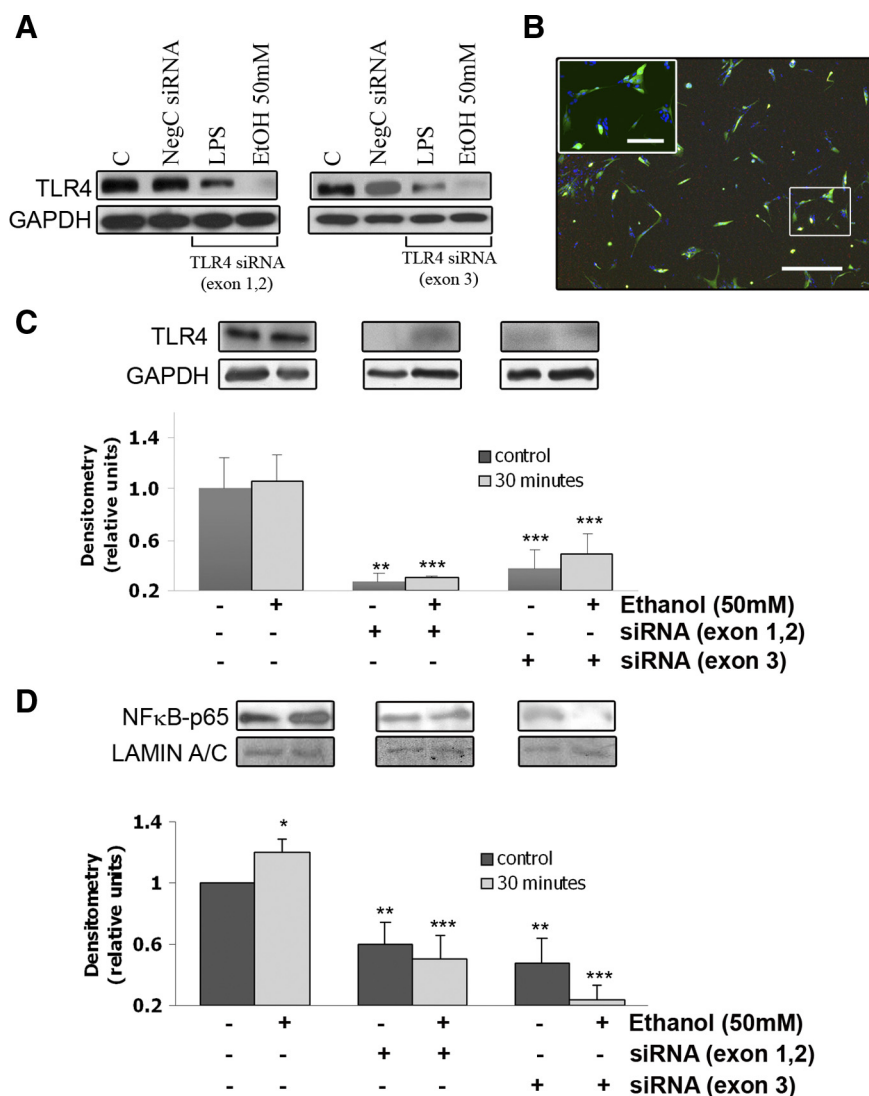 A
B
C
NegC siRNA
LPS
EtOH 50mM
C
NegC siRNA
LPS
EtOH 50mM
TLR4
GAPDH
TLR4 siRNA
(exon 1,2)
TLR4 siRNA
(exon 3)
C
TLR4
GAPDH
Densitometry
(relative units)
1.4
1.0
0.6
0.2
control
30 minutes
** *** *** ***
- + - + - + Ethanol (50mM)
- - + + - - siRNA (exon 1,2)
- - - - + + siRNA (exon 3)
D
NFκB-p65
LAMIN A/C
Densitometry
(relative units)
1.4
1
0.6
0.2
control
30 minutes
* ** *** ** ***
- + - + - + Ethanol (50mM)
- - + + - - siRNA (exon 1,2)
- - - - + + siRNA (exon 3)